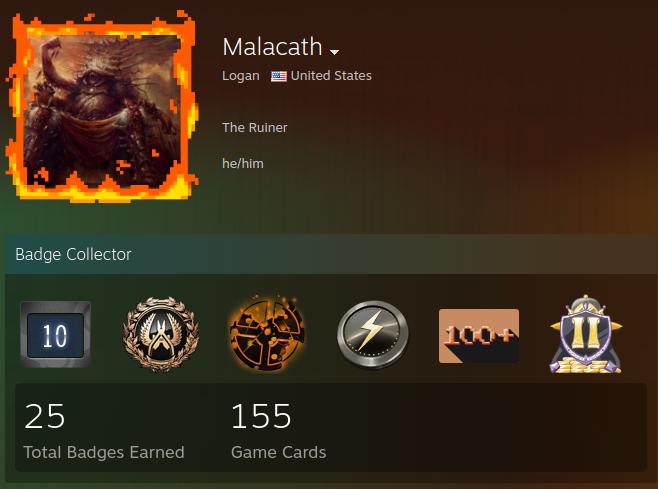 Malacath
Logan United States
The Ruiner
he/him
Badge Collector
10 100+ II
25 155
Total Badges Earned Game Cards